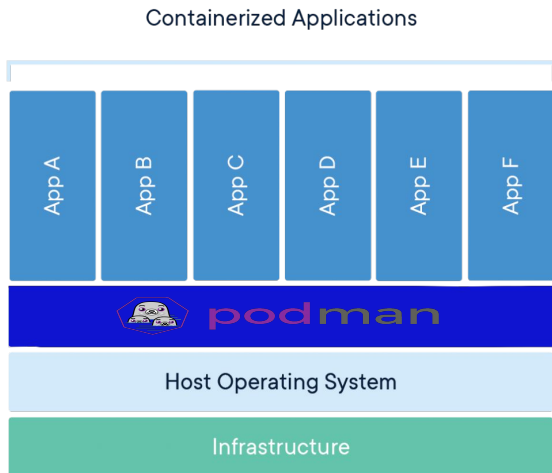 Containerized Applications
App A
App B
App C
App D
App E
App F
podman
Host Operating System
Infrastructure